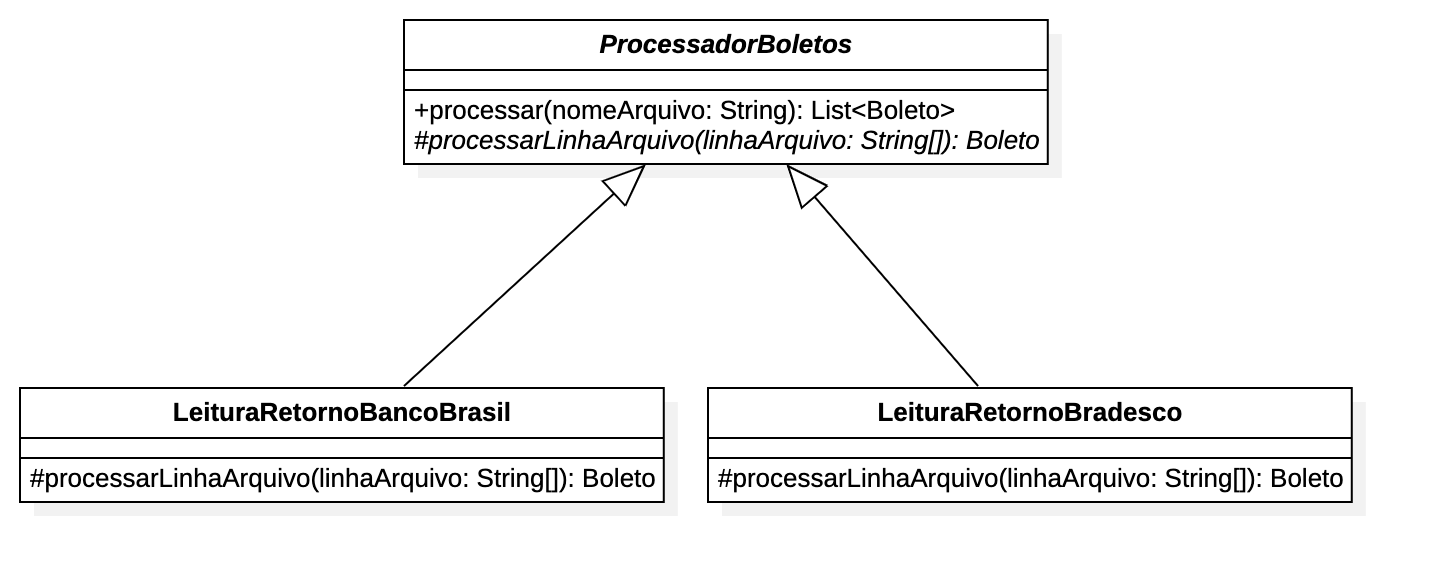 ProcessadorBoletos
+processar(nomeArquivo: String): List<Boleto>
#processarLinhaArquivo(linhaArquivo: String[]): Boleto
LeituraRetornoBancoBrasil
#processarLinhaArquivo(linhaArquivo: String[]): Boleto
LeituraRetornoBradesco
#processarLinhaArquivo(linhaArquivo: String[]): Boleto